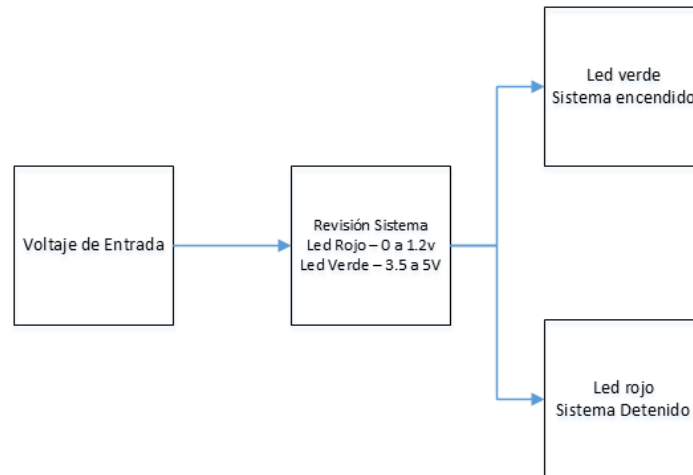 Voltaje de Entrada
Revisión Sistema
Led Rojo – 0 a 1.2v
Led Verde – 3.5 a 5V
Led verde
Sistema encendido
Led rojo
Sistema Detenido